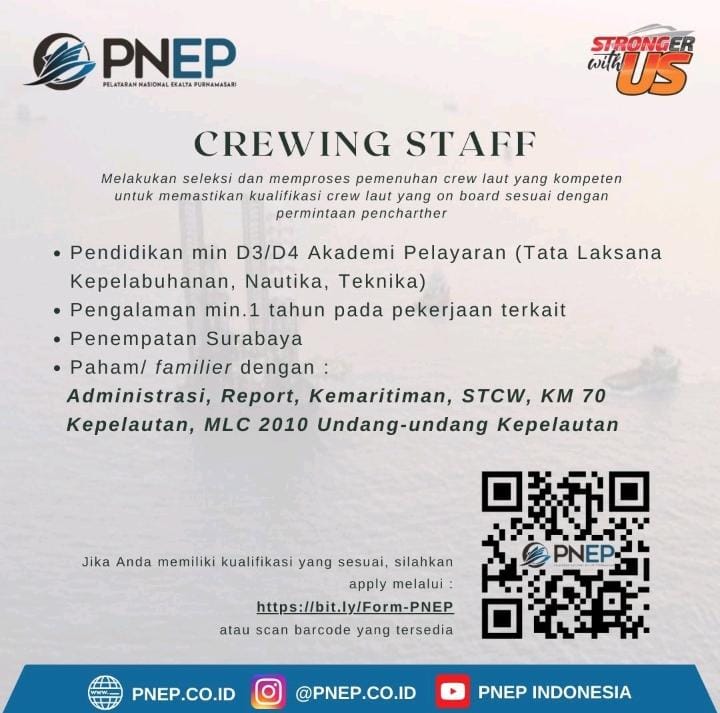 PNEP
PELAYARAN NASIONAL EKALYA PURNAMASARI
STRONGER
with US
CREWING STAFF
Melakukan seleksi dan memproses pemenuhan crew laut yang kompeten
untuk memastikan kualifikasi crew laut yang on board sesuai dengan
permintaan pencharther
• Pendidikan min D3/D4 Akademi Pelayaran (Tata Laksana
Kepelabuhanan, Nautika, Teknika)
• Pengalaman min.1 tahun pada pekerjaan terkait
• Penempatan Surabaya
• Paham/ familier dengan :
Administrasi, Report, Kemaritiman, STCW, KM 70
Kepelautan, MLC 2010 Undang-undang Kepelautan
PNEP
Jika Anda memiliki kualifikasi yang sesuai, silahkan
apply melalui :
https://bit.ly/Form-PNEP
atau scan barcode yang tersedia
PNEP.CO.ID
@PNEP.CO.ID
PNEP INDONESIA